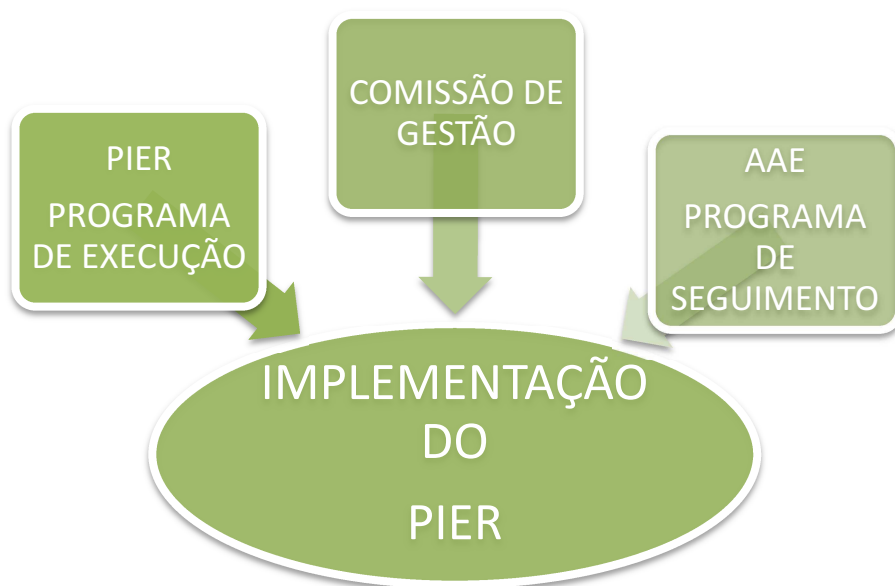 PIER
PROGRAMA
DE EXECUÇÃO
COMISSÃO DE
GESTÃO
AAE
PROGRAMA
DE
SEGUIMENTO
IMPLEMENTAÇÃO
DO
PIER